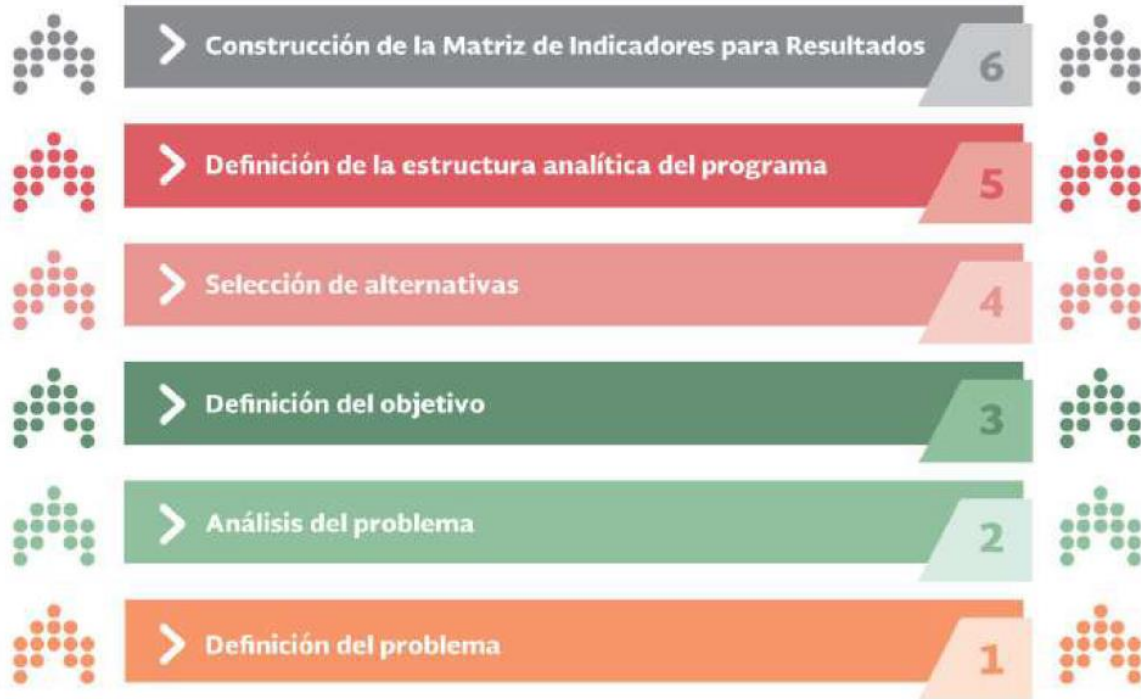 Construcción de la Matriz de Indicadores para Resultados
6
Definición de la estructura analítica del programa
5
Selección de alternativas
4
Definición del objetivo
3
Análisis del problema
2
Definición del problema
1